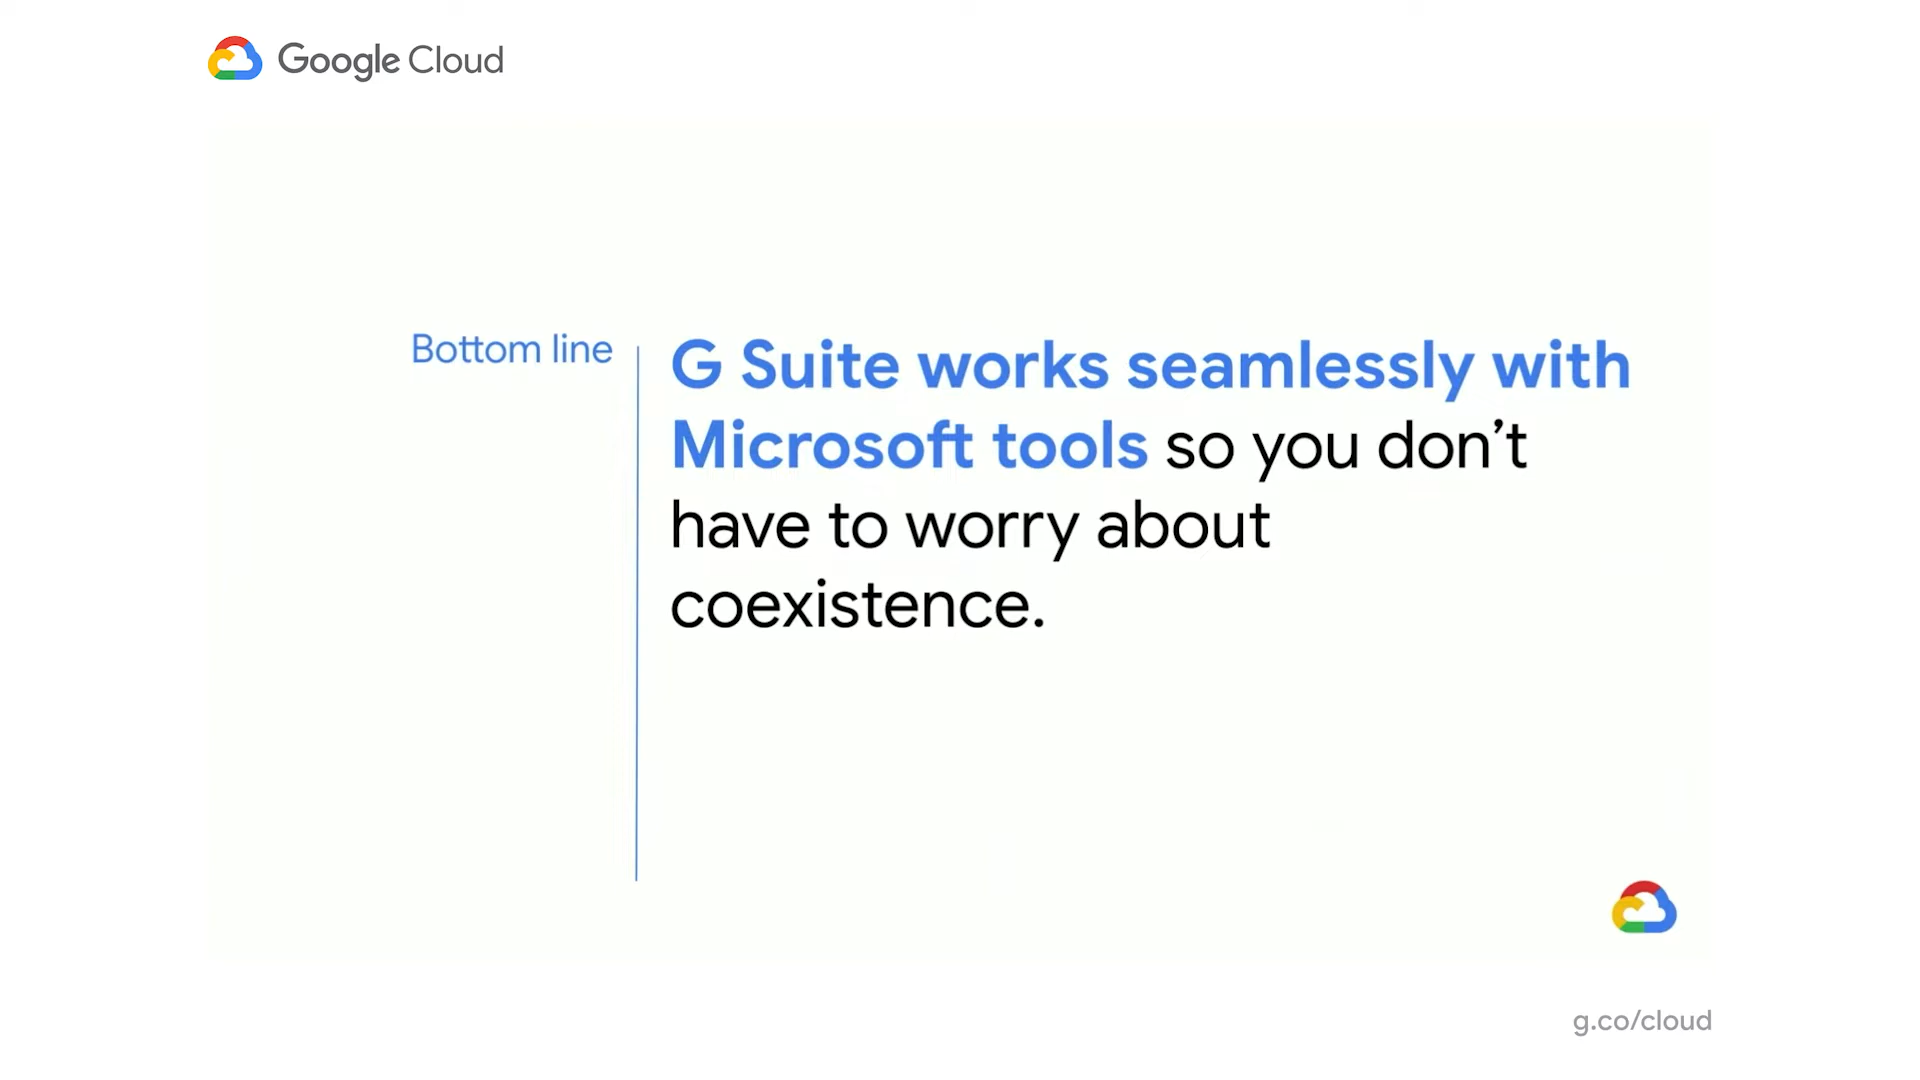 Google Cloud
Bottom line
G Suite works seamlessly with
Microsoft tools so you don’t
have to worry about
coexistence.
g.co/cloud